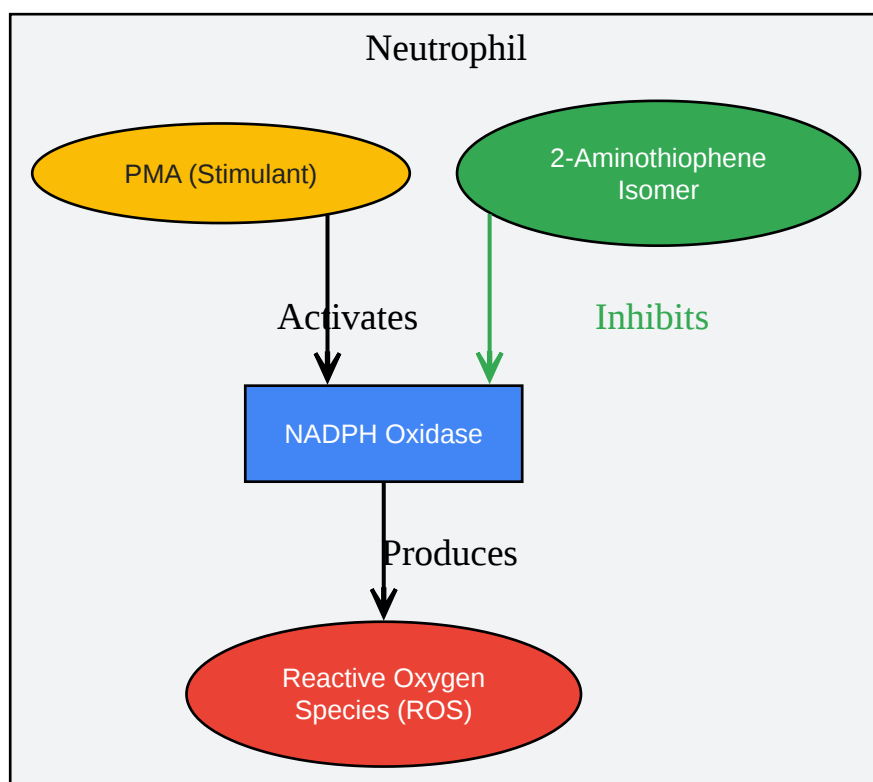 Neutrophil
PMA (Stimulant)
2-Aminothiophene
Isomer
Activates
Inhibits
NADPH Oxidase
Produces
Reactive Oxygen
Species (ROS)